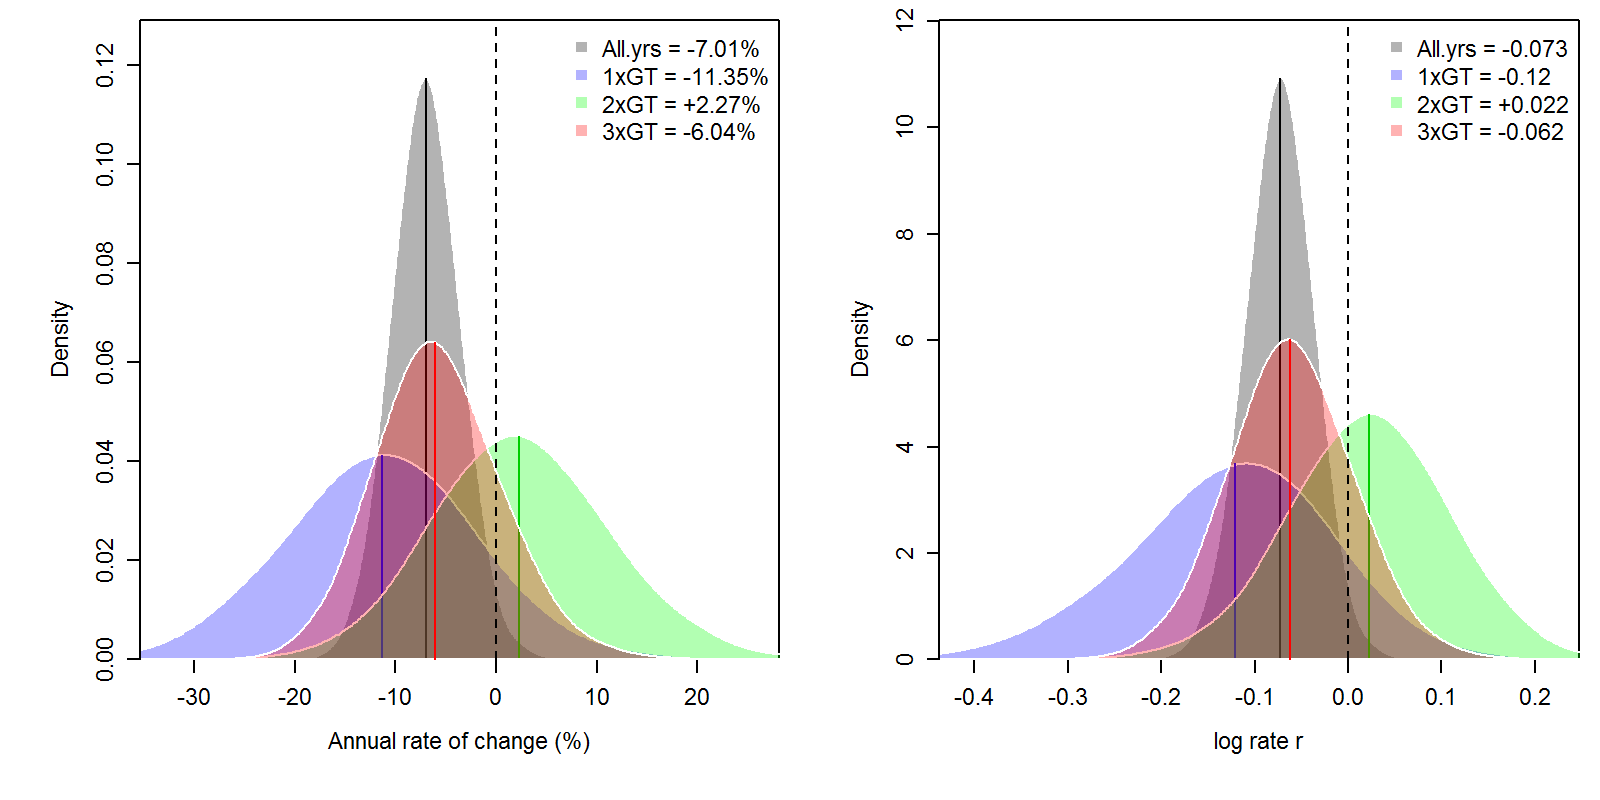 All.yrs = -7.01%
1xGT = -11.35%
2xGT = +2.27%
3xGT = -6.04%
Density
0.12
0.10
0.08
0.06
0.04
0.02
0.00
-30 -20 -10 0 10 20
Annual rate of change (%)
All.yrs = -0.073
1xGT = -0.12
2xGT = +0.022
3xGT = -0.062
Density
12
10
8
6
4
2
0
-0.4 -0.3 -0.2 -0.1 0.0 0.1 0.2
log rate r